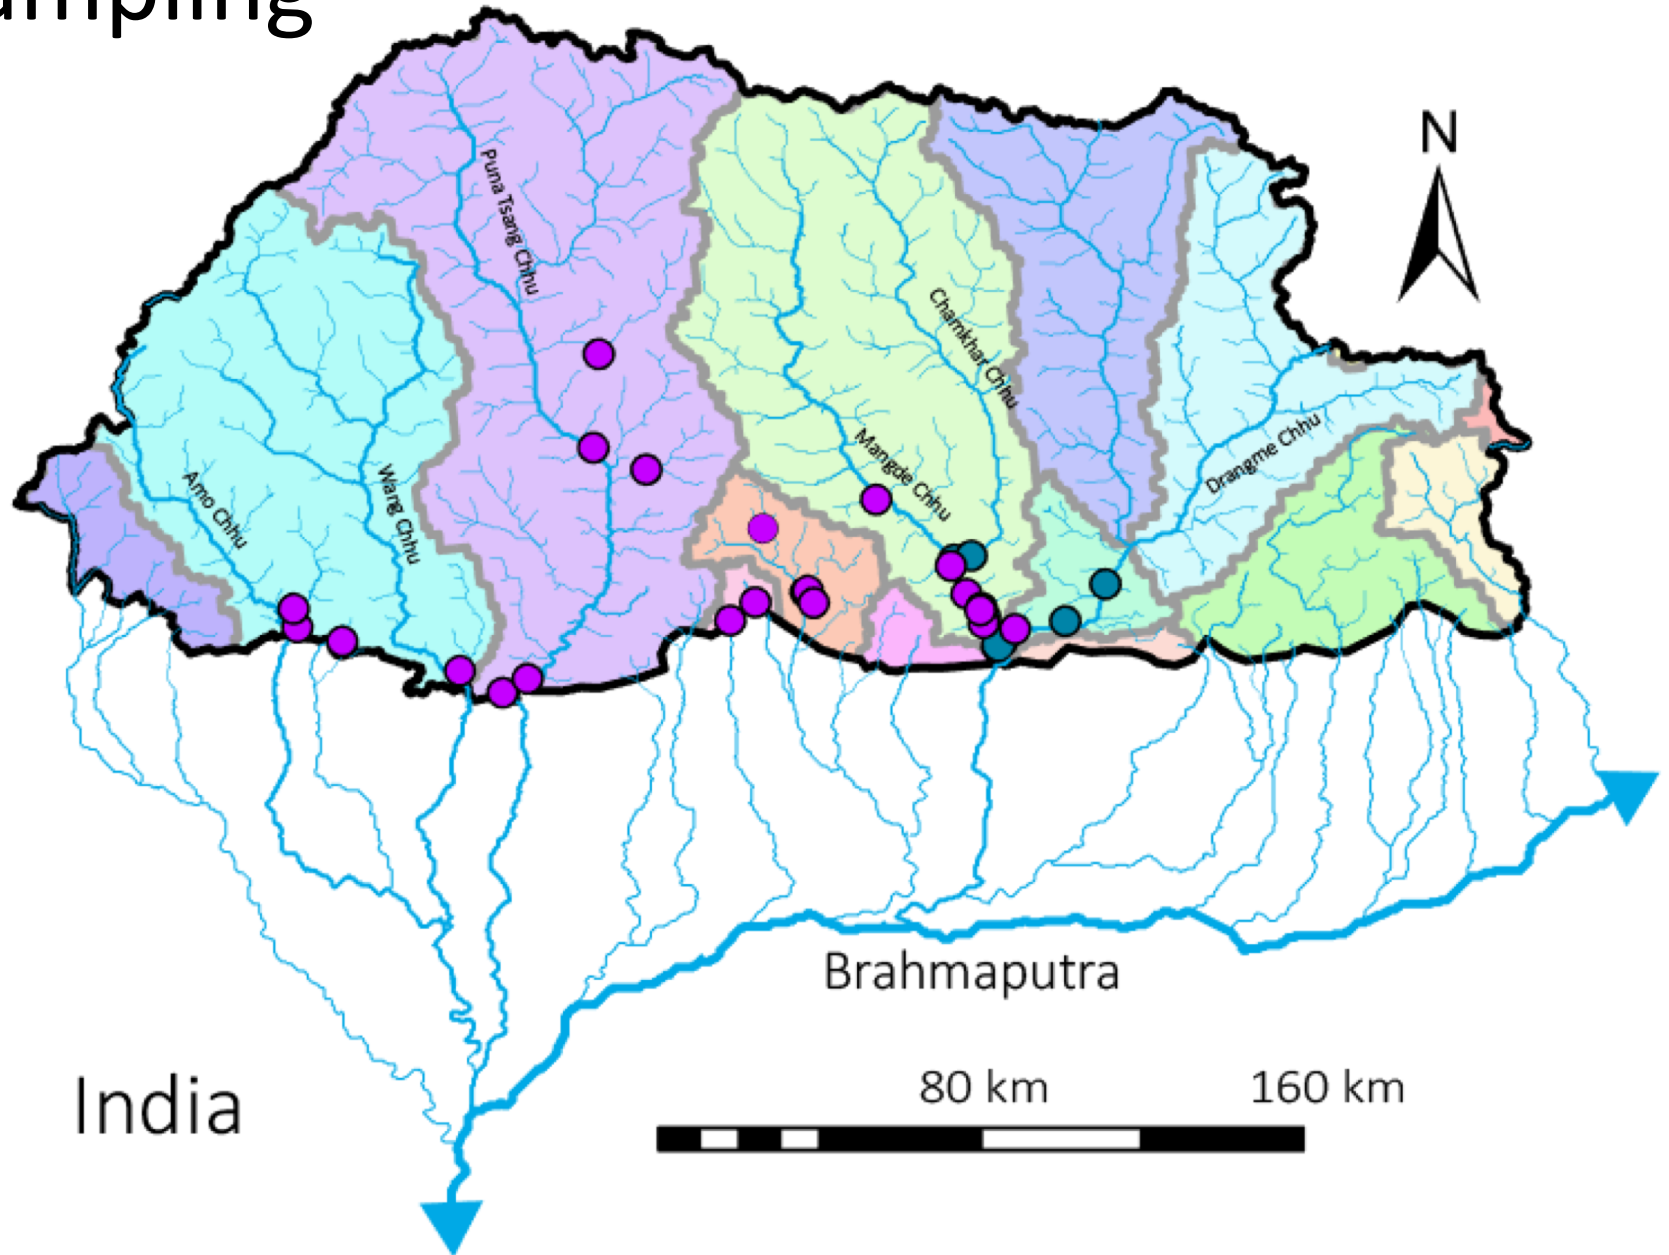 N
Puna Tsang Chhu
Chamkhar Chhu
Mangde Chhu
Drangme Chhu
Amo Chhu
Wang Chhu
Brahmaputra
India
80 km
160 km